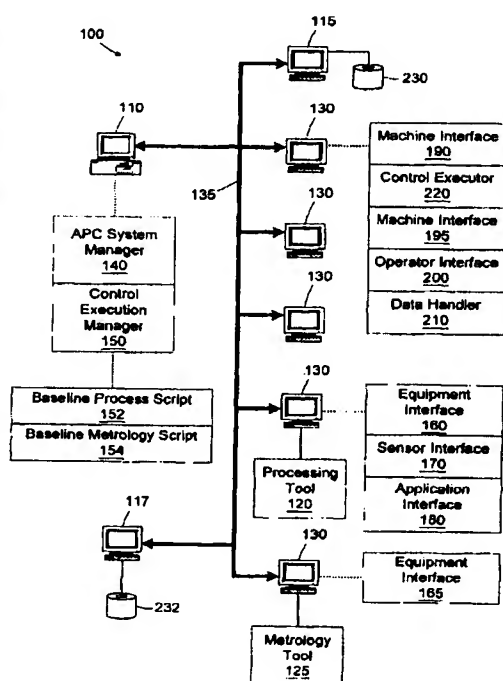 100
115
230
110
130
135
Machine Interface
190
Control Executor
220
Machine Interface
195
Operator Interface
200
Data Handler
210
APC System
Manager
140
Control
Execution
Manager
150
130
130
Baseline Process Script
152
Baseline Metrology Script
154
130
Equipment
Interface
160
Sensor Interface
170
Application
Interface
180
Processing
Tool
120
117
232
130
Equipment
Interface
165
Metrology
Tool
125